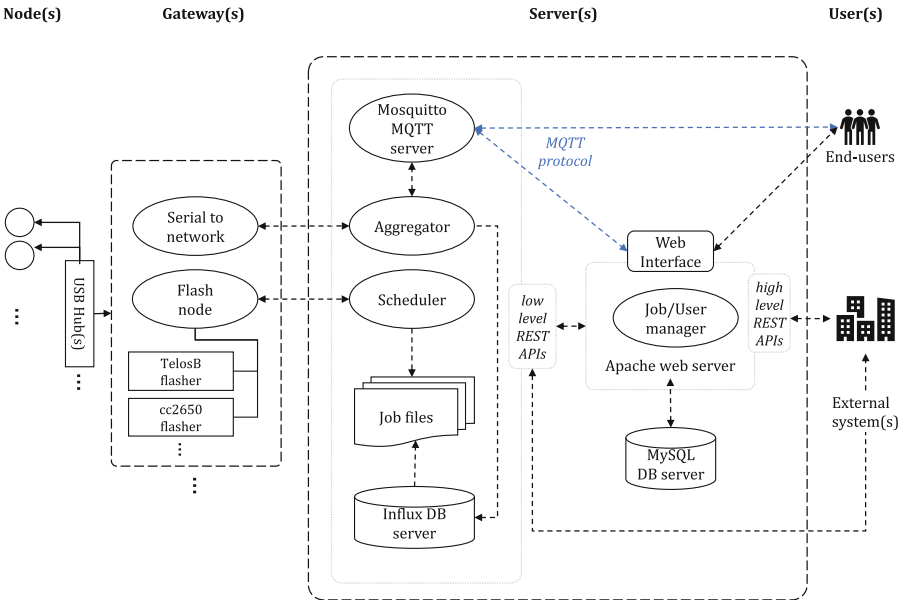 Node(s)
Gateway(s)
Server(s)
User(s)
Mosquitto
MQTT
server
MQTT
protocol
End-users
Serial to
network
Aggregator
Web
Interface
USB Hub(s)
Flash
node
Scheduler
low
level
REST
APIs
Job/User
manager
high
level
REST
APIs
Apache web server
TelosB
flasher
cc2650
flasher
Job files
External
system(s)
MySQL
DB server
Influx DB
server